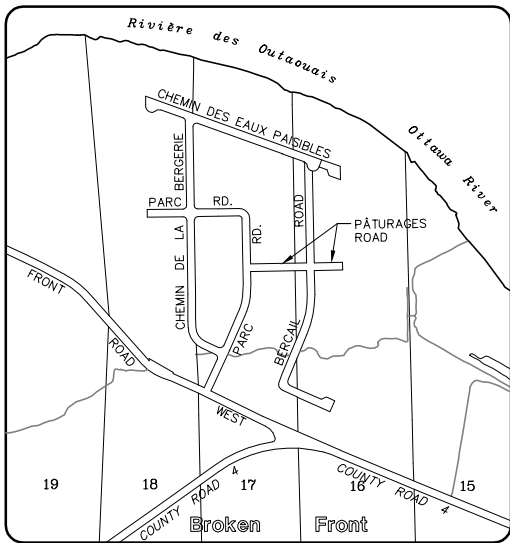 Rivière des Outaouais
Ottawa River
CHEMIN DES EAUX PAISIBLES
CHEMIN DE LA BERGERIE
PARC RD.
PARC RD.
BERCAIL ROAD
PÂTURAGES
ROAD
FRONT ROAD WEST
COUNTY ROAD 4
COUNTY ROAD 4
19 18 17 16 15
Broken Front